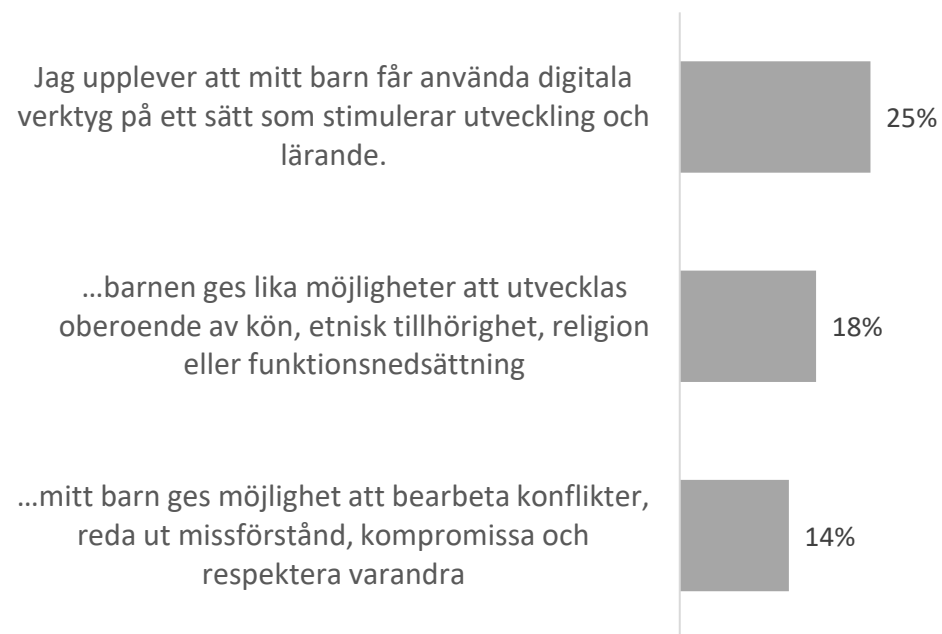 Jag upplever att mitt barn får använda digitala
verktyg på ett sätt som stimulerar utveckling och
lärande.
25%
…barnen ges lika möjligheter att utvecklas
oberoende av kön, etnisk tillhörighet, religion
eller funktionsnedsättning
18%
…mitt barn ges möjlighet att bearbeta konflikter,
reda ut missförstånd, kompromissa och
respektera varandra
14%